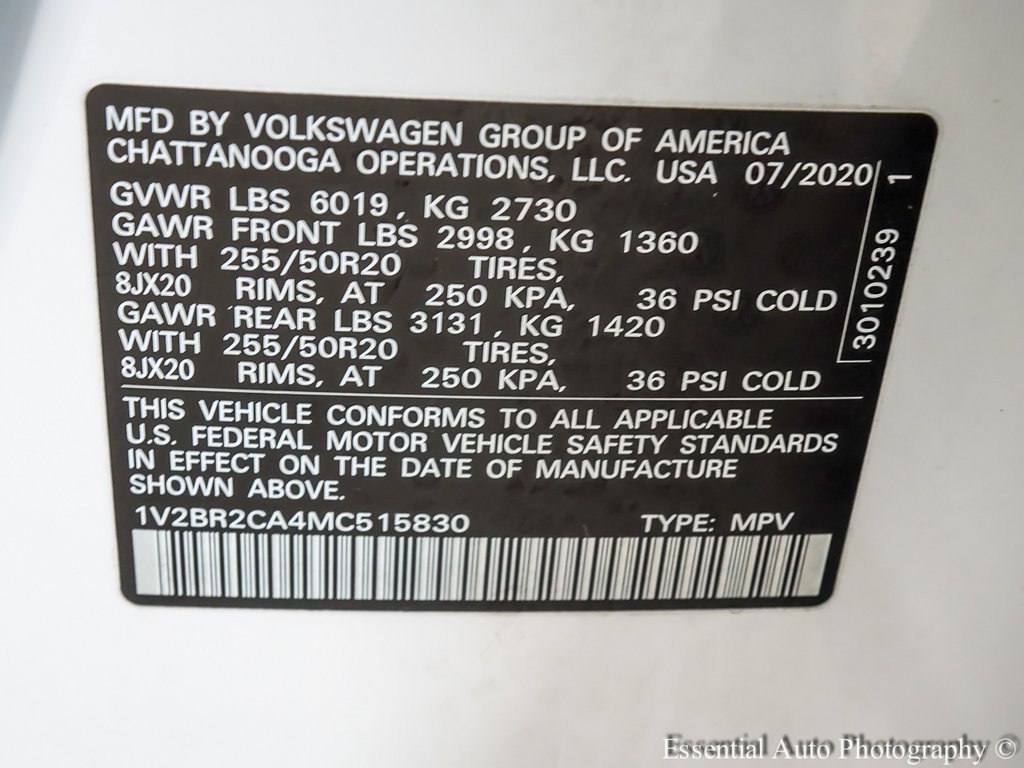 MFD BY VOLKSWAGEN GROUP OF AMERICA
CHATTANOOGA OPERATIONS, LLC. USA 07/2020
GVWR LBS 6019, KG 2730
GAWR FRONT LBS 2998, KG 1360
WITH 255/50R20 TIRES,
8JX20 RIMS, AT 250 KPA, 36 PSI COLD
GAWR REAR LBS 3131, KG 1420
WITH 255/50R20 TIRES,
8JX20 RIMS, AT 250 KPA, 36 PSI COLD
3010239 1
THIS VEHICLE CONFORMS TO ALL APPLICABLE
U.S. FEDERAL MOTOR VEHICLE SAFETY STANDARDS
IN EFFECT ON THE DATE OF MANUFACTURE
SHOWN ABOVE.
1V2BR2CA4MC515830 TYPE: MPV
Essential Auto Photography ©